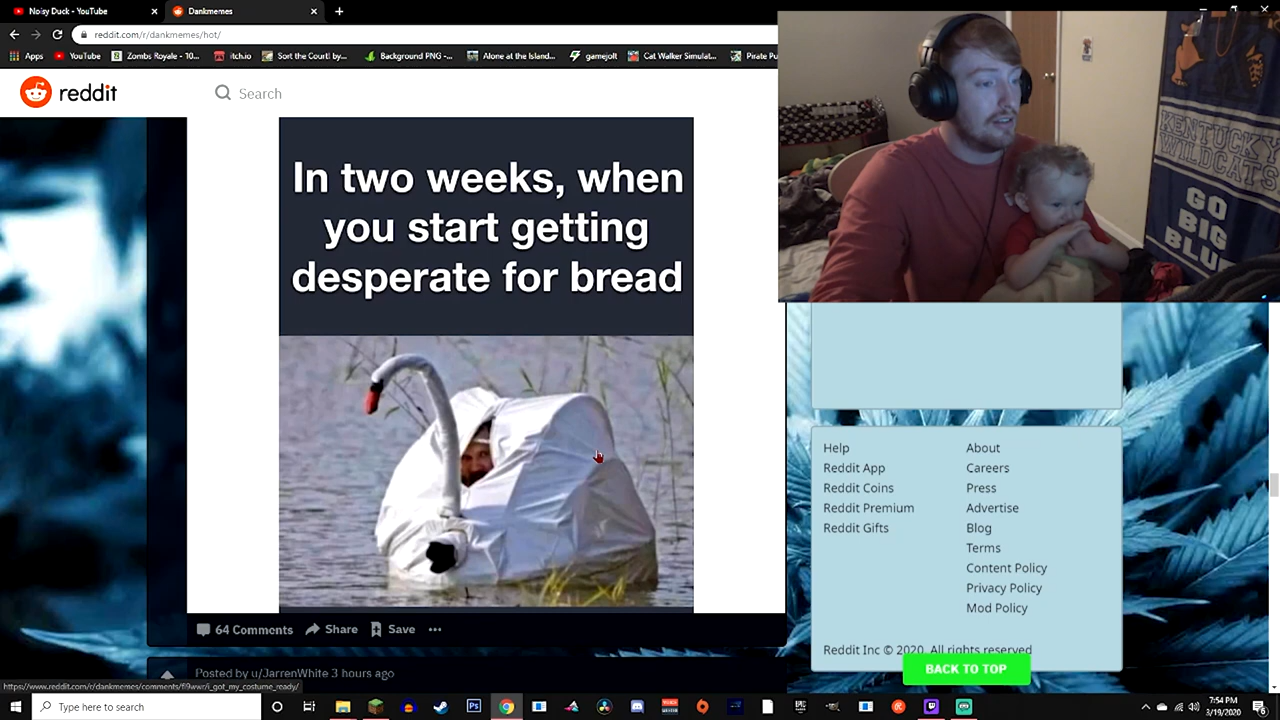 Noisy Duck - YouTube
Dankmemes
reddit.com/r/dankmemes/hot/
Apps
YouTube
Zombs Royale - 10...
itch.io
Sort the Court! by...
Background PNG -...
Alone at the Island...
gamejolt
Cat Walker Simulat...
Pirate Pu
reddit
Search
In two weeks, when
you start getting
desperate for bread
64 Comments
Share
Save
Posted by u/JarrenWhite 3 hours ago
https://www.reddit.com/r/dankmemes/comments/fl9wwr/i_got_my_costume_ready/
KENTUCKY
WILDCATS
GO
BIG
BLUE
Help
About
Reddit App
Careers
Reddit Coins
Press
Reddit Premium
Advertise
Reddit Gifts
Blog
Terms
Content Policy
Privacy Policy
Mod Policy
Reddit Inc © 2020. All rights reserved
BACK TO TOP
Type here to search
7:54 PM
3/19/2020